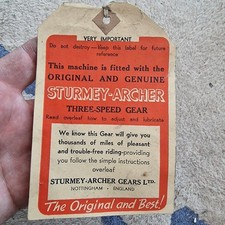 VERY IMPORTANT
Do not destroy — keep this label for future
reference
This machine is fitted with the
ORIGINAL AND GENUINE
STURMEY-ARCHER
THREE-SPEED GEAR
Read overleaf how to adjust and lubricate
We know this Gear will give you
thousands of miles of pleasant
and trouble-free riding—providing
you follow the simple instructions
overleaf
STURMEY-ARCHER GEARS LTD.
NOTTINGHAM - ENGLAND
The Original and Best!